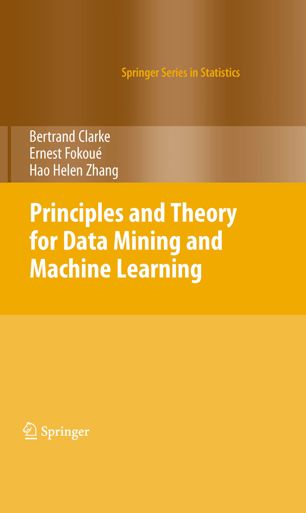 Springer Series in Statistics
Bertrand Clarke
Ernest Fokoué
Hao Helen Zhang
Principles and Theory
for Data Mining and
Machine Learning
Springer